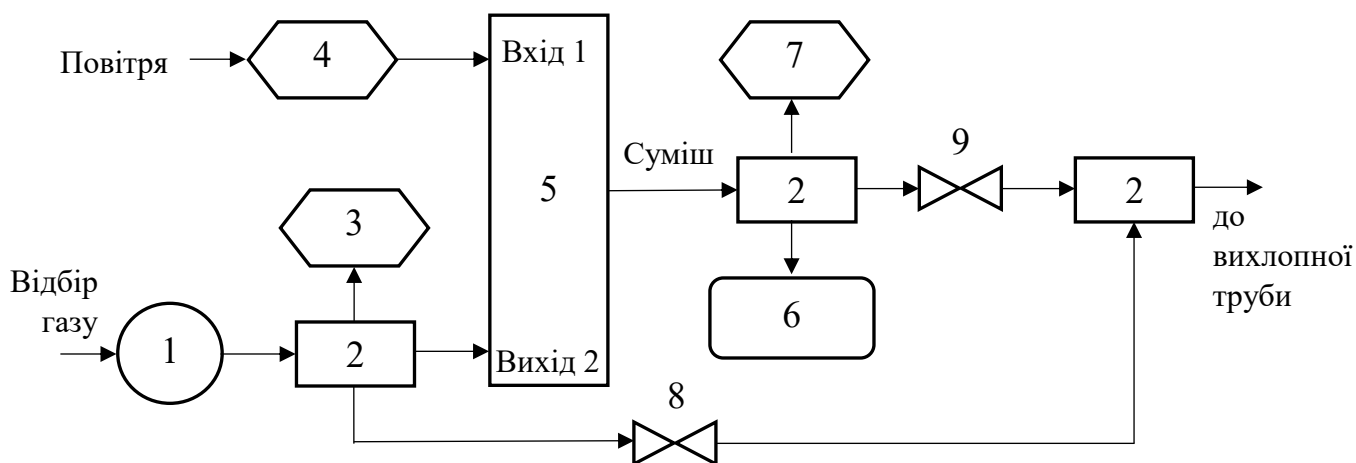 Повітря
4
Вхід 1
7
Суміш
9
5
2
2
3
до
вихлопної
труби
Відбір
газу
1
2
Вихід 2
6
8